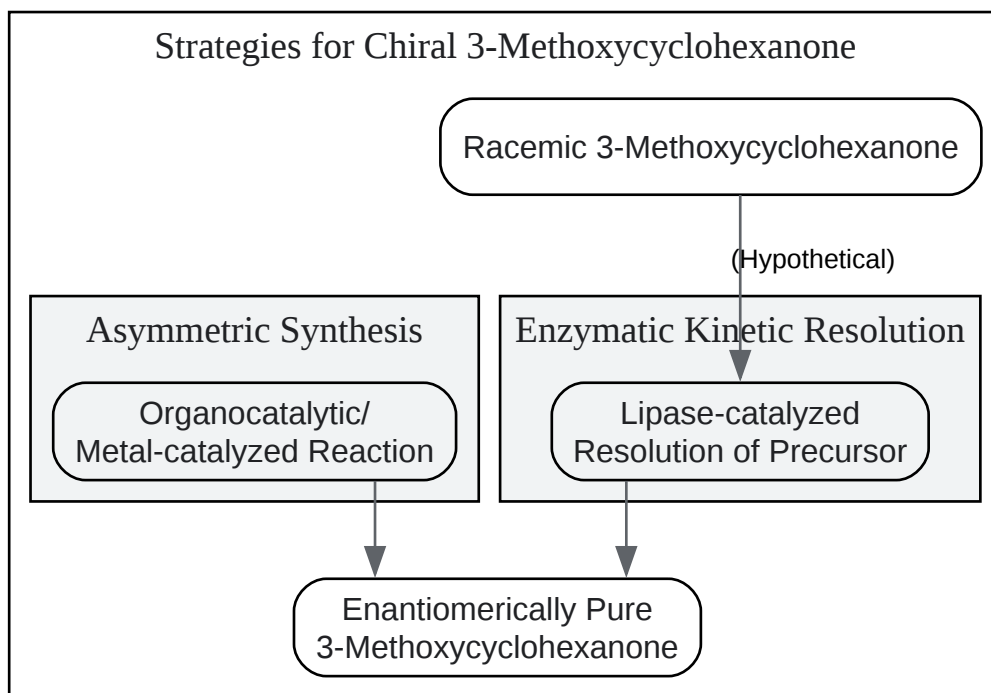 Strategies for Chiral 3-Methoxycyclohexanone
Racemic 3-Methoxycyclohexanone
(Hypothetical)
Asymmetric Synthesis
Organocatalytic/
Metal-catalyzed Reaction
Enzymatic Kinetic Resolution
Lipase-catalyzed
Resolution of Precursor
Enantiomerically Pure
3-Methoxycyclohexanone